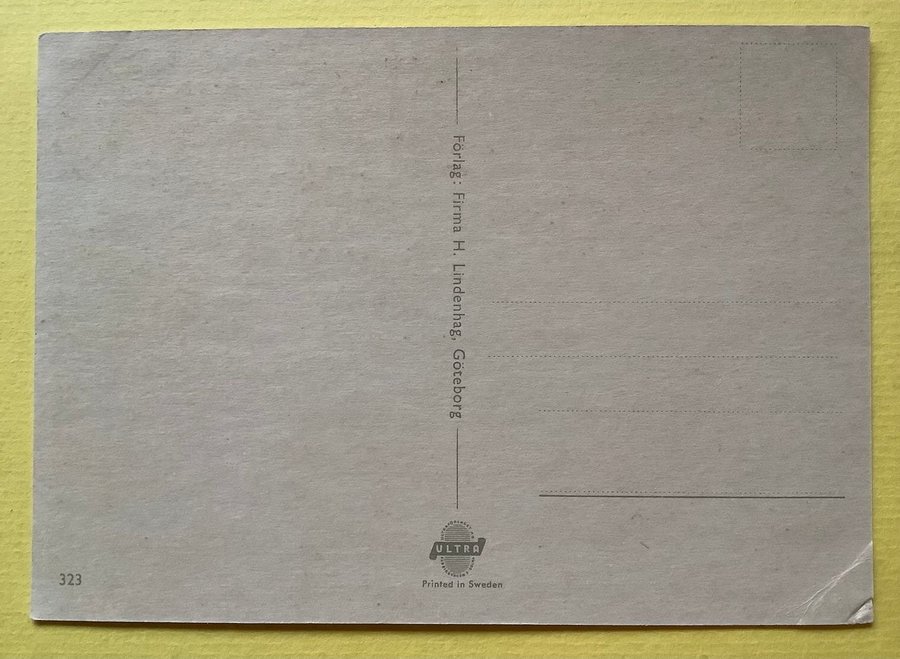 Förlag: Firma H. Lindenhag, Göteborg
ULTRA
Printed in Sweden
323